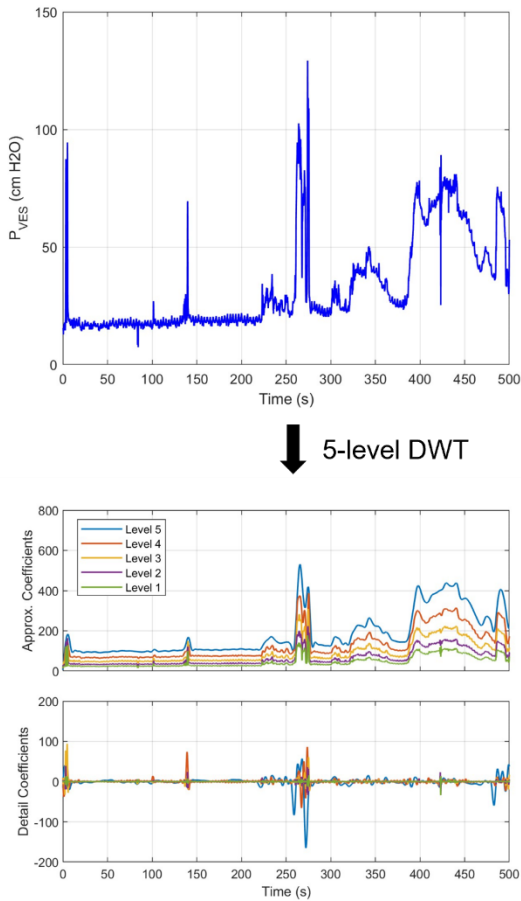 150
100
50
0
P_VES (cm H2O)
0 50 100 150 200 250 300 350 400 450 500
Time (s)
5-level DWT
800
600
400
200
0
Approx. Coefficients
Level 5
Level 4
Level 3
Level 2
Level 1
200
100
0
-100
-200
Detail Coefficients
0 50 100 150 200 250 300 350 400 450 500
Time (s)